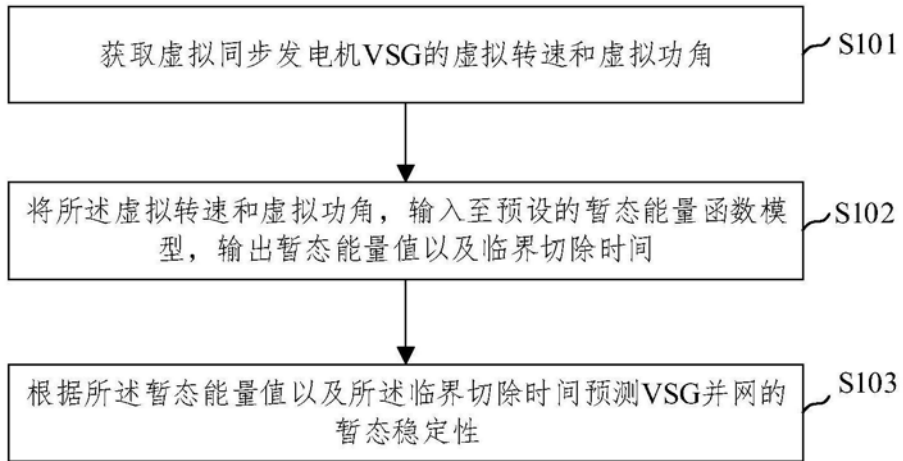 获取虚拟同步发电机VSG的虚拟转速和虚拟功角
S101
将所述虚拟转速和虚拟功角，输入至预设的暂态能量函数模
型，输出暂态能量值以及临界切除时间
S102
根据所述暂态能量值以及所述临界切除时间预测VSG并网的
暂态稳定性
S103